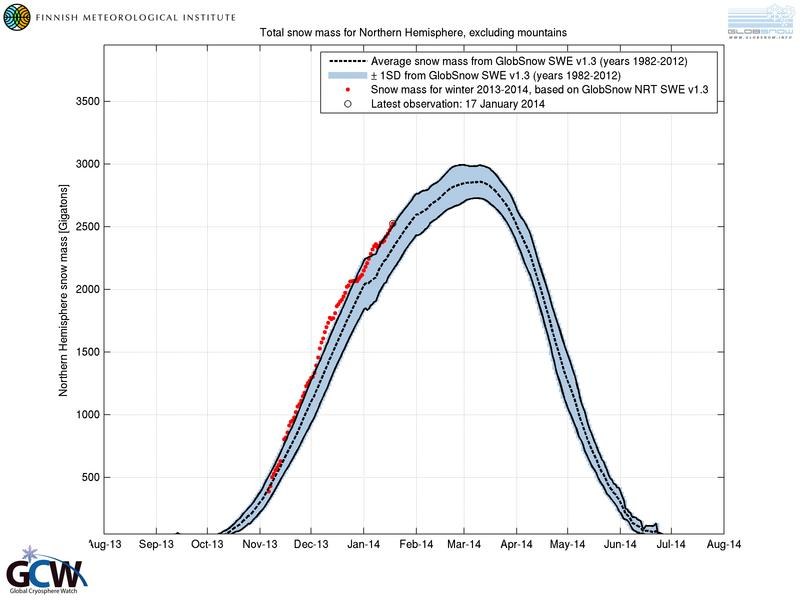 FINNISH METEOROLOGICAL INSTITUTE
GLOBSNOW
WWW.GLOBSNOW.INFO
Total snow mass for Northern Hemisphere, excluding mountains
Average snow mass from GlobSnow SWE v1.3 (years 1982-2012)
± 1SD from GlobSnow SWE v1.3 (years 1982-2012)
Snow mass for winter 2013-2014, based on GlobSnow NRT SWE v1.3
Latest observation: 17 January 2014
Northern Hemisphere snow mass [Gigatons]
3500
3000
2500
2000
1500
1000
500
Aug-13 Sep-13 Oct-13 Nov-13 Dec-13 Jan-14 Feb-14 Mar-14 Apr-14 May-14 Jun-14 Jul-14 Aug-14
GCW
Global Cryosphere Watch